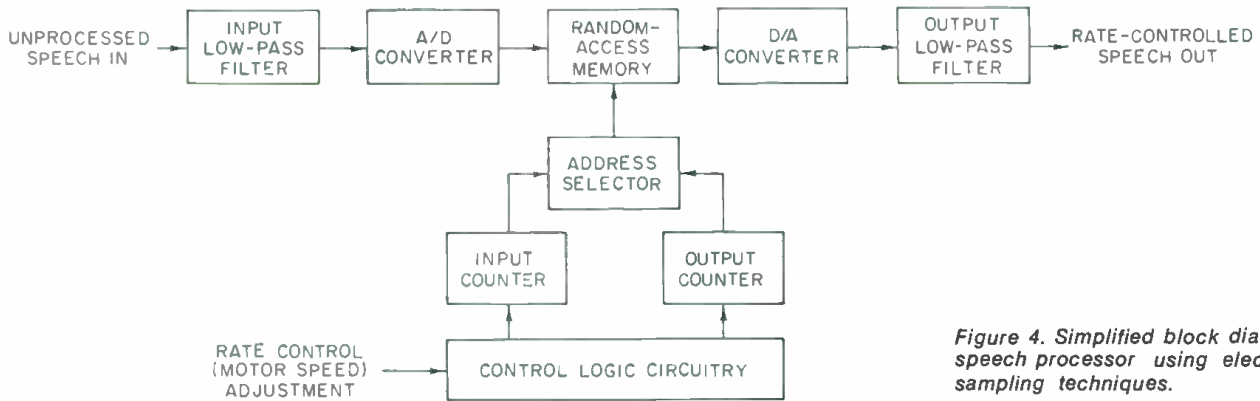 UNPROCESSED
SPEECH IN
INPUT
LOW-PASS
FILTER
A/D
CONVERTER
RANDOM-
ACCESS
MEMORY
D/A
CONVERTER
OUTPUT
LOW-PASS
FILTER
RATE-CONTROLLED
SPEECH OUT
ADDRESS
SELECTOR
INPUT
COUNTER
OUTPUT
COUNTER
RATE CONTROL
(MOTOR SPEED)
ADJUSTMENT
CONTROL LOGIC CIRCUITRY
Figure 4. Simplified block dia
speech processor using elec
sampling techniques.